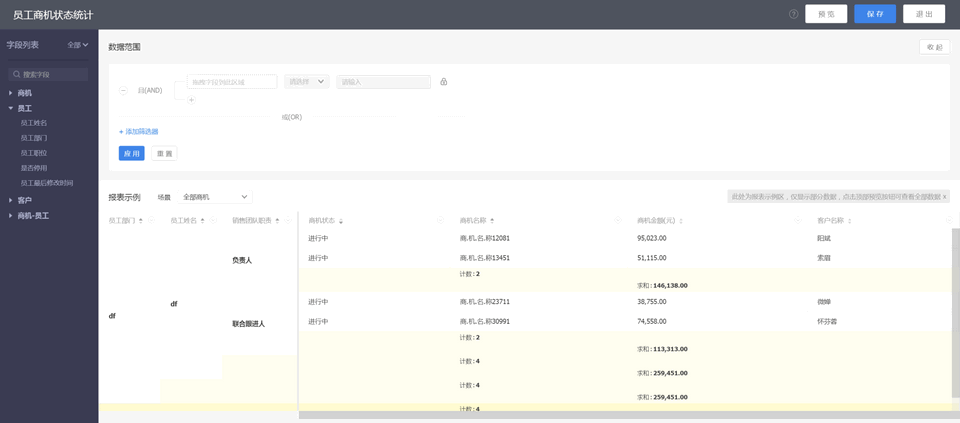 员工商机状态统计
? 预 览 保 存 退 出
字段列表 全部
搜索字段
商机
员工
员工姓名
员工部门
员工职位
是否停用
员工最后修改时间
客户
商机-员工
数据范围 收 起
且(AND) 拖拽字段到此区域 请选择 请输入
或(OR)
+ 添加筛选器
应 用 重 置
报表示例 场景 全部商机 此处为报表示例区，仅显示部分数据，点击顶部预览按钮可查看全部数据 x
员工部门 员工姓名 销售团队职责 商机状态 商机名称 商机金额(元) 客户名称
进行中 商.机.名.称12081 95,023.00 阳斌
负责人
进行中 商.机.名.称13451 51,115.00 索眉
计数: 2
求和: 146,138.00
df
df
进行中 商.机.名.称23711 38,755.00 微婵
联合跟进人
进行中 商.机.名.称30991 74,558.00 怀芬蓉
计数: 2
求和: 113,313.00
计数: 4
求和: 259,451.00
计数: 4
求和: 259,451.00
计数: 4